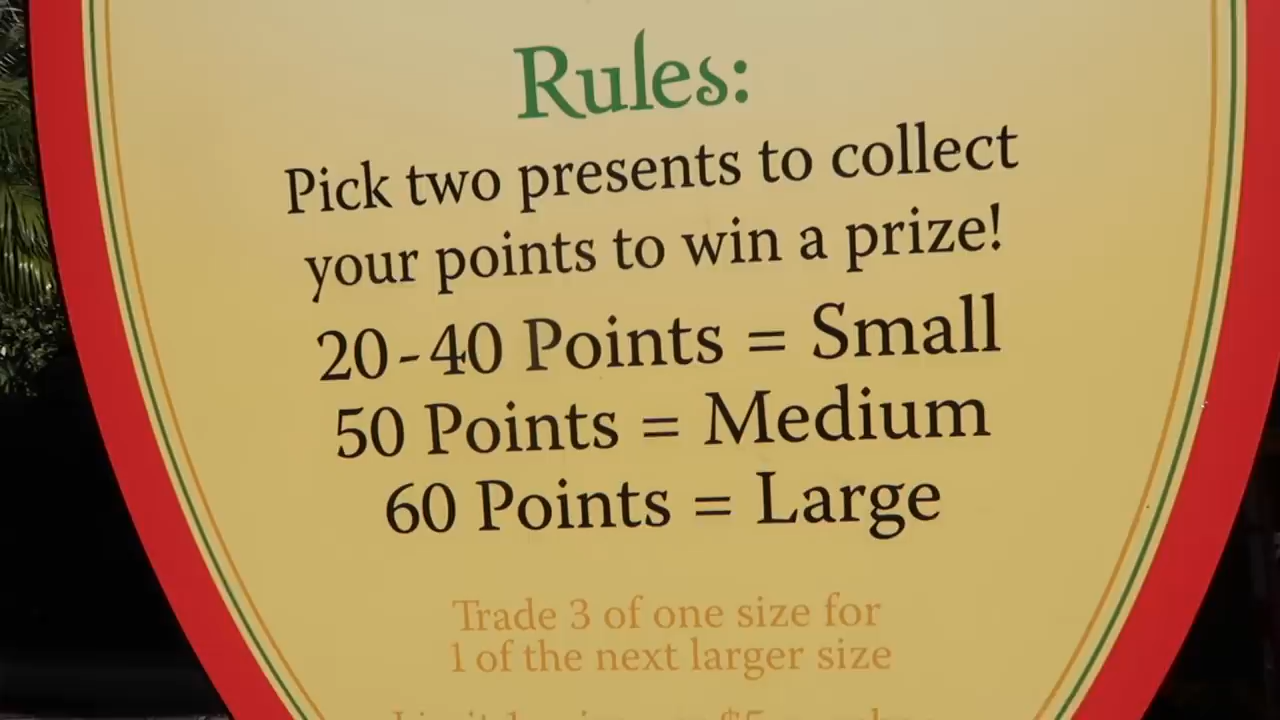 Rules:
Pick two presents to collect
your points to win a prize!
20-40 Points = Small
50 Points = Medium
60 Points = Large
Trade 3 of one size for
1 of the next larger size